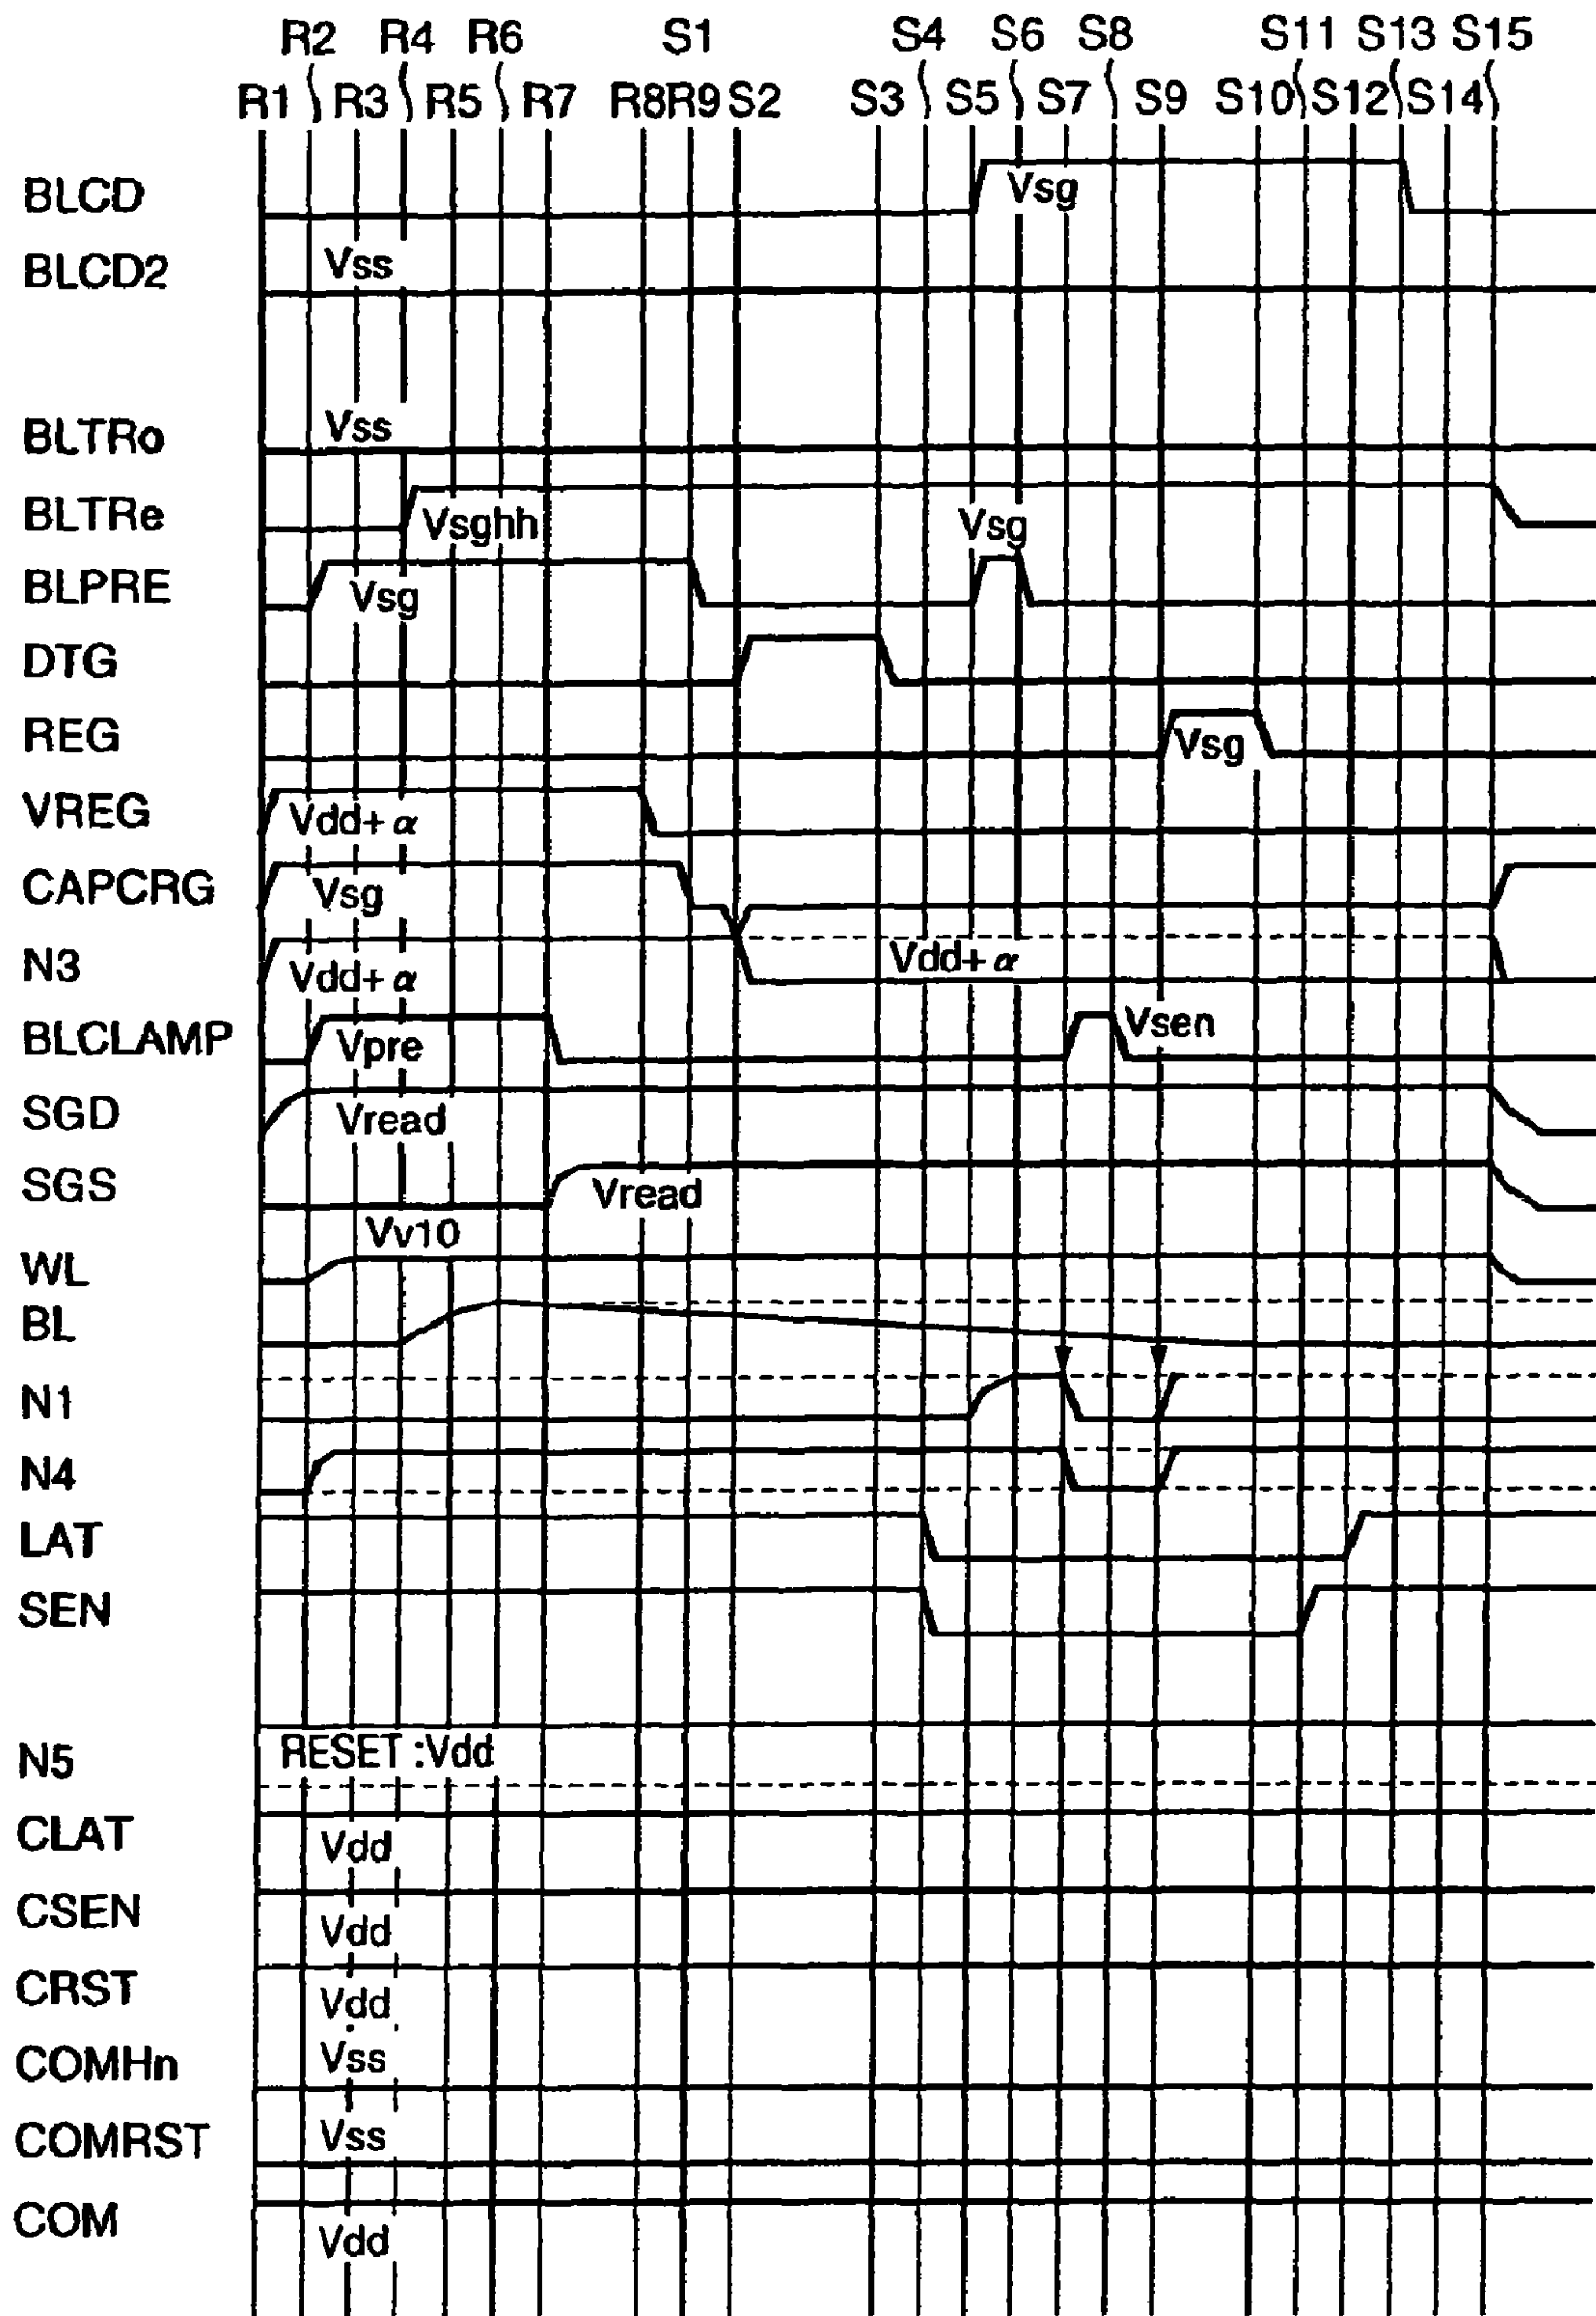 R2 R4 R6 S1 S4 S6 S8 S11 S13 S15
R1 R3 R5 R7 R8R9 S2 S3 S5 S7 S9 S10 S12 S14
BLCD Vsg
BLCD2 Vss
BLTRo Vss
BLTRe Vsghh Vsg
BLPRE Vsg
DTG
REG Vsg
VREG Vdd+α
CAPCRG Vsg
N3 Vdd+α Vdd+α
BLCLAMP Vpre Vsen
SGD Vread
SGS Vread
Vv10
WL
BL
N1
N4
LAT
SEN
N5 RESET :Vdd
CLAT Vdd
CSEN Vdd
CRST Vdd
COMHn Vss
COMRST Vss
COM Vdd